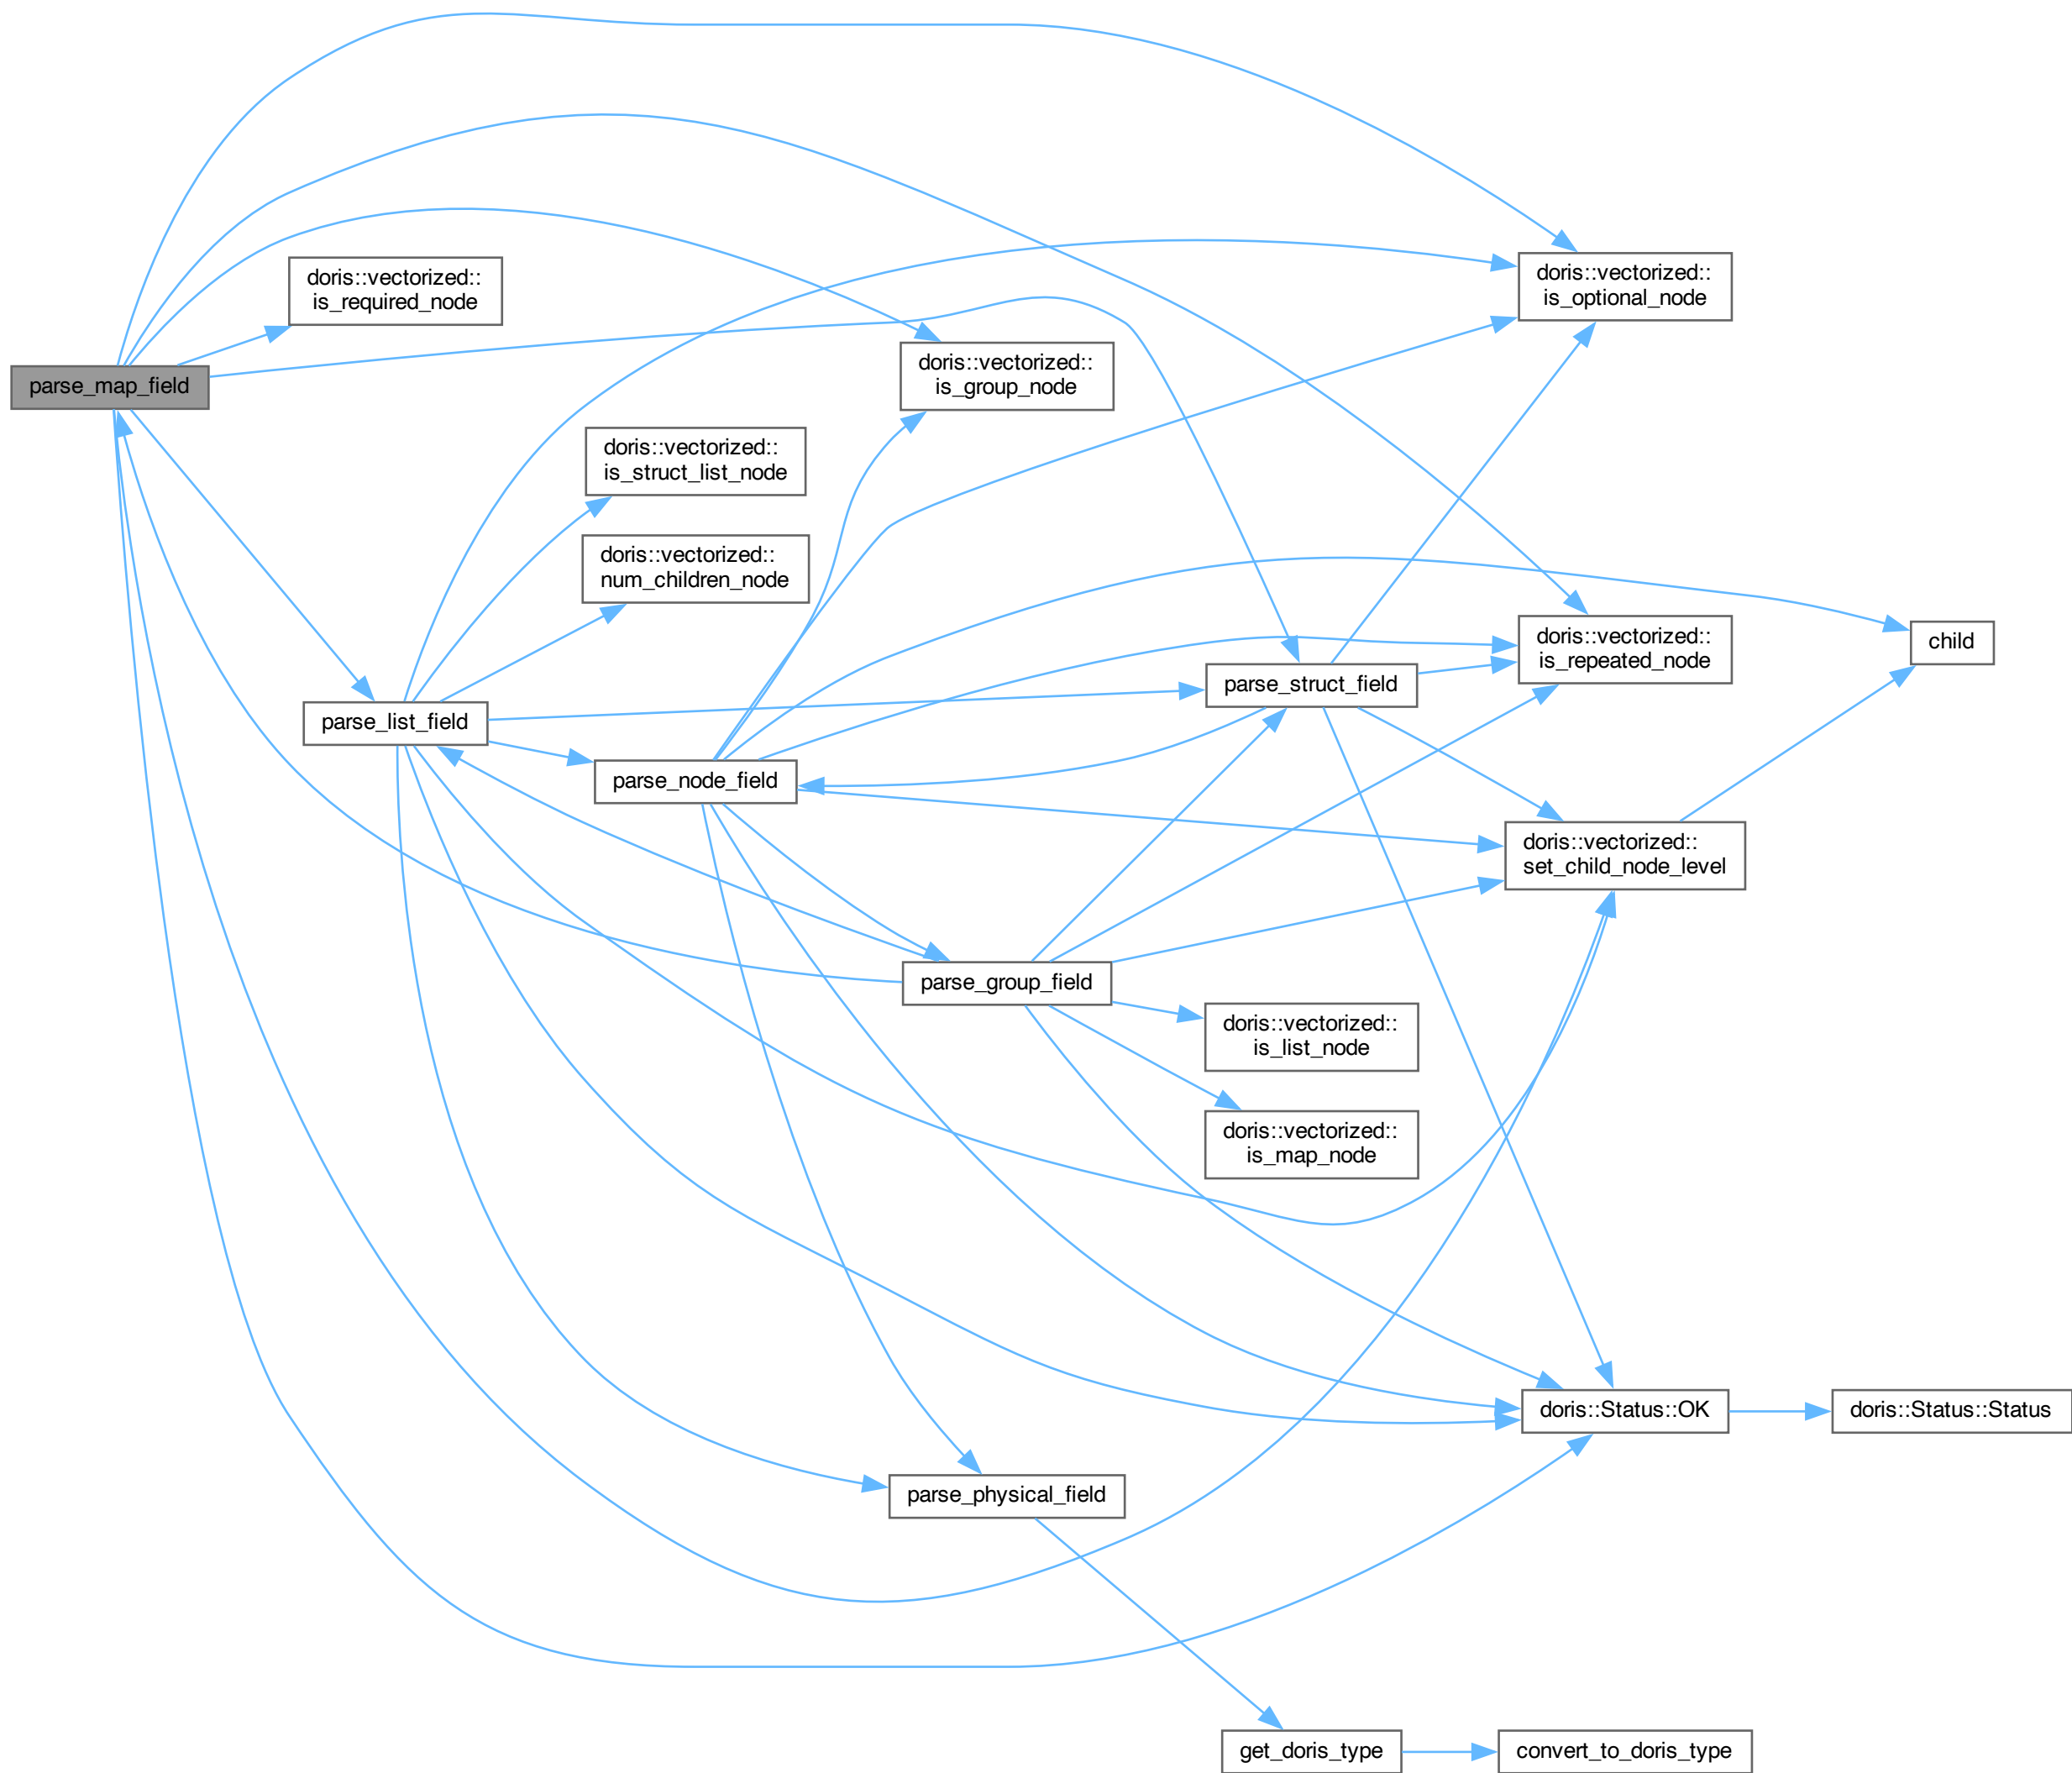 parse_map_field
doris::vectorized::
is_required_node
parse_list_field
doris::vectorized::
is_struct_list_node
doris::vectorized::
num_children_node
parse_node_field
doris::vectorized::
is_group_node
parse_group_field
parse_physical_field
parse_struct_field
doris::vectorized::
is_list_node
doris::vectorized::
is_map_node
get_doris_type
doris::vectorized::
is_optional_node
doris::vectorized::
is_repeated_node
doris::vectorized::
set_child_node_level
doris::Status::OK
convert_to_doris_type
child
doris::Status::Status